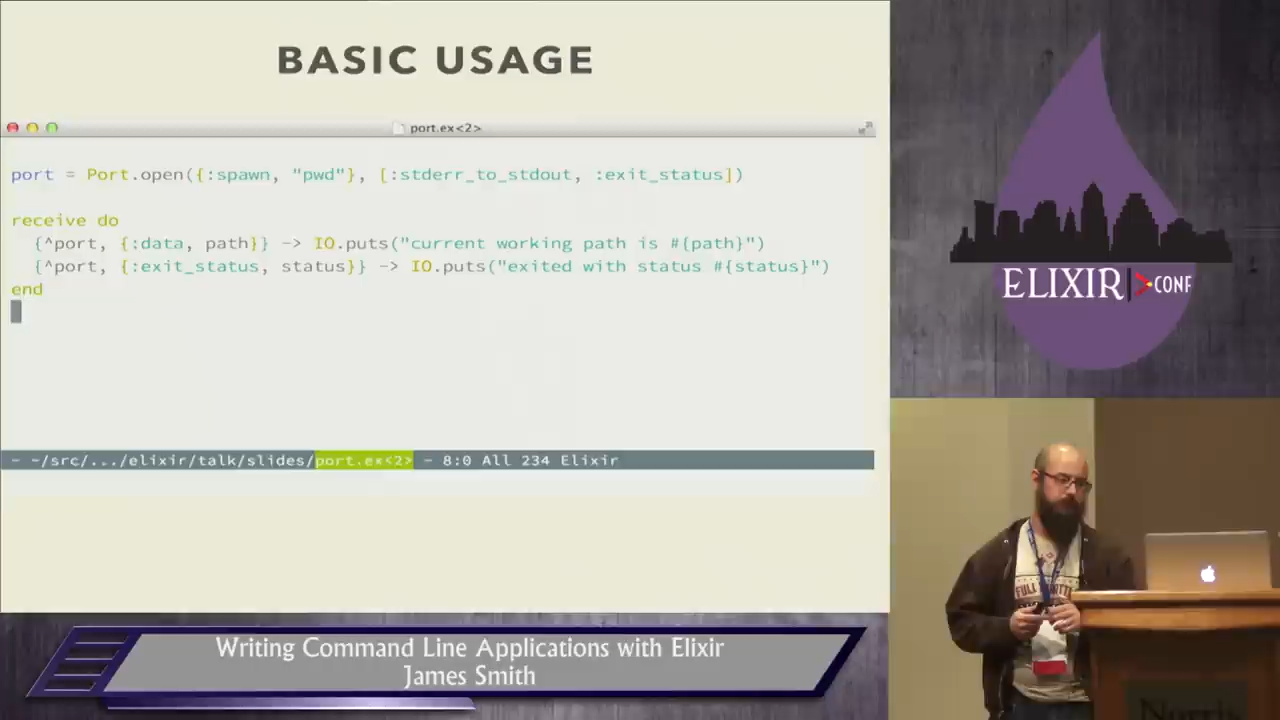 BASIC USAGE
port.ex<2>
port = Port.open({:spawn, "pwd"}, [:stderr_to_stdout, :exit_status])
receive do
  {^port, {:data, path}} -> IO.puts("current working path is #{path}")
  {^port, {:exit_status, status}} -> IO.puts("exited with status #{status}")
end
- ~/src/.../elixir/talk/slides/port.ex<2> - 8:0 All 234 Elixir
ELIXIR
CONF
Writing Command Line Applications with Elixir
James Smith